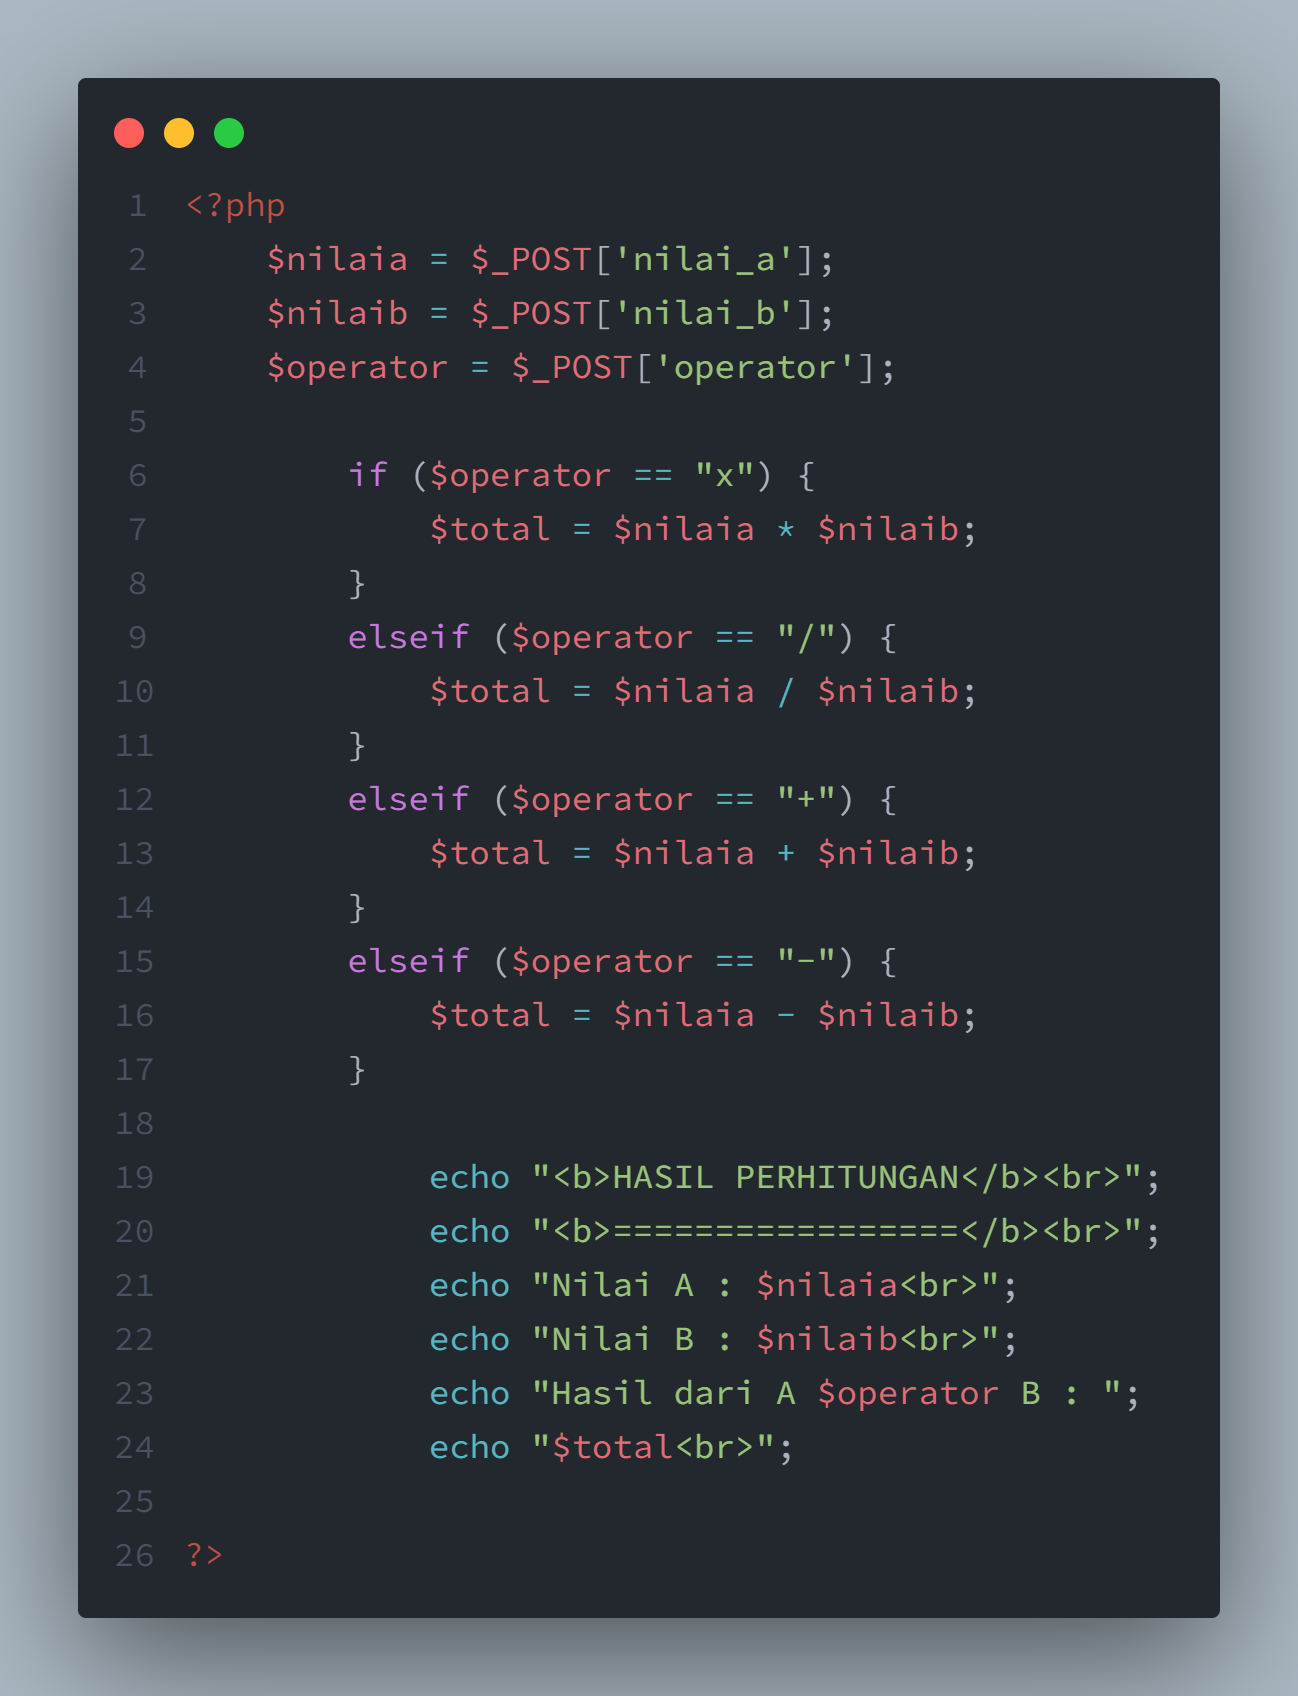 1 <?php
2     $nilaia = $_POST['nilai_a'];
3     $nilaib = $_POST['nilai_b'];
4     $operator = $_POST['operator'];
5
6         if ($operator == "x") {
7             $total = $nilaia * $nilaib;
8         }
9         elseif ($operator == "/") {
10             $total = $nilaia / $nilaib;
11         }
12         elseif ($operator == "+") {
13             $total = $nilaia + $nilaib;
14         }
15         elseif ($operator == "-") {
16             $total = $nilaia - $nilaib;
17         }
18
19             echo "<b>HASIL PERHITUNGAN</b><br>";
20             echo "<b>=================</b><br>";
21             echo "Nilai A : $nilaia<br>";
22             echo "Nilai B : $nilaib<br>";
23             echo "Hasil dari A $operator B : ";
24             echo "$total<br>";
25
26 ?>